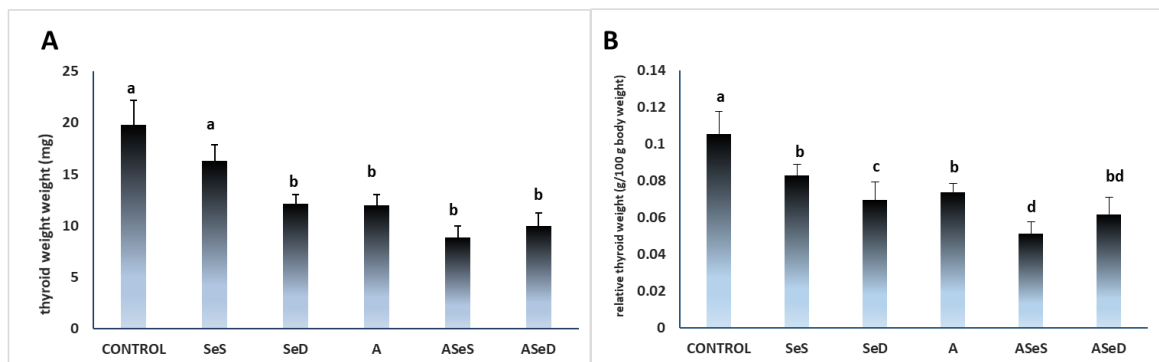 A
thyroid weight weight (mg)
25
20
15
10
5
0
a
a
b
b
b
b
CONTROL SeS SeD A ASeS ASeD
B
relative thyroid weight (g/100 g body weight)
0.14
0.12
0.1
0.08
0.06
0.04
0.02
0
a
b
c
b
d
bd
CONTROL SeS SeD A ASeS ASeD